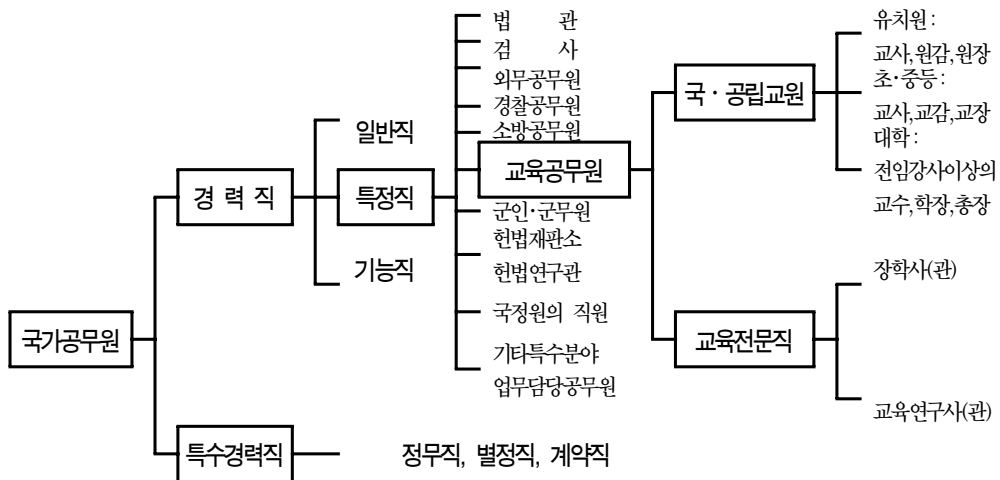 국가공무원
경 력 직
특수경력직
일반직
특정직
기능직
정무직, 별정직, 계약직
법 관
검 사
외무공무원
경찰공무원
소방공무원
교육공무원
군인·군무원
헌법재판소
헌법연구관
국정원의 직원
기타특수분야
업무담당공무원
국·공립교원
교육전문직
유치원 :
교사,원감,원장
초·중등 :
교사,교감,교장
대학 :
전임강사이상의
교수,학장,총장
장학사(관)
교육연구사(관)